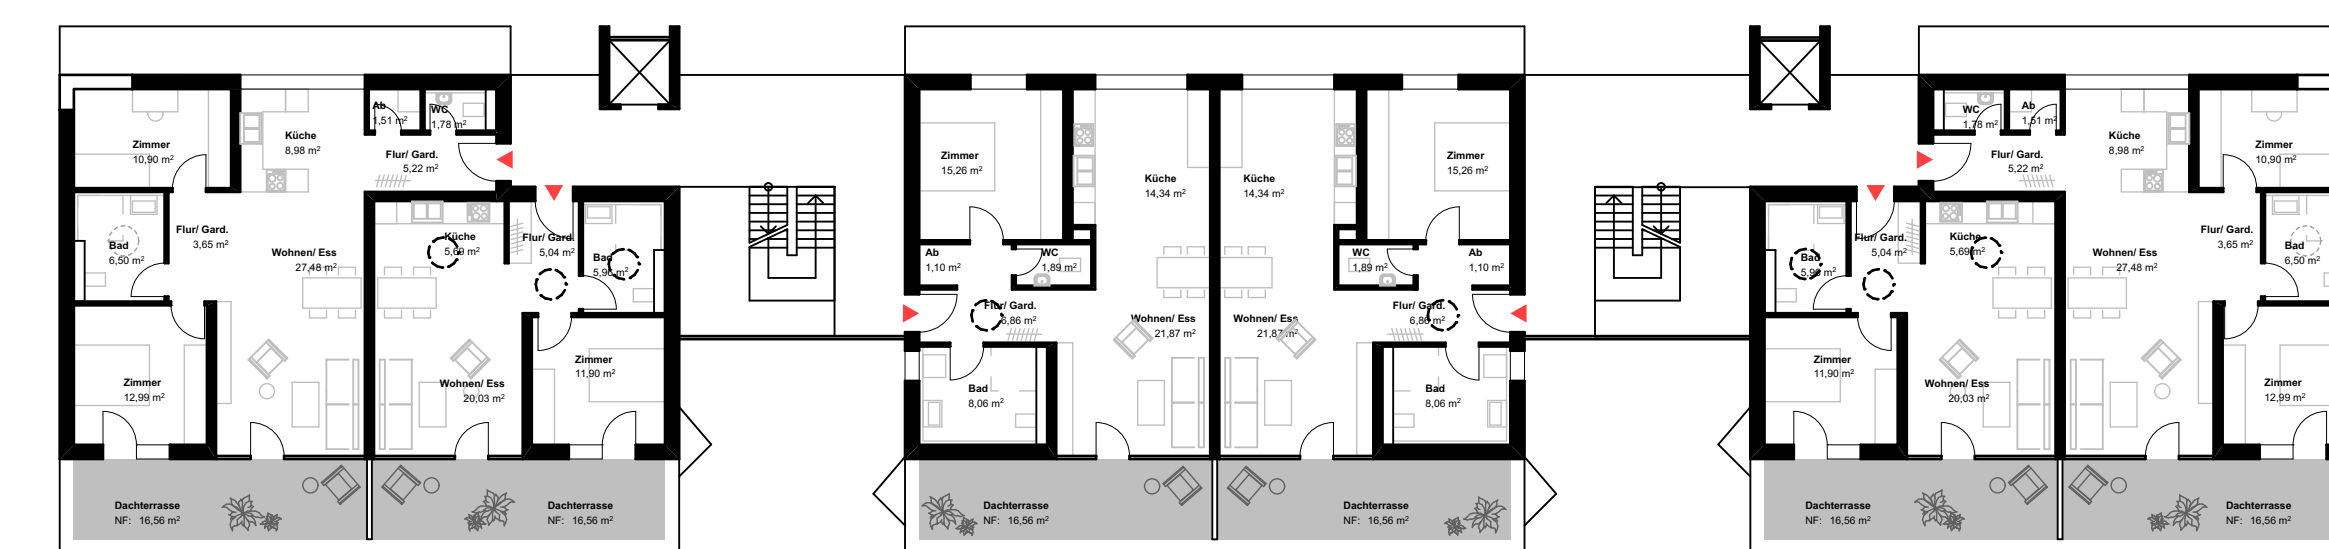 Zimmer
10,90 m²
Küche
8,98 m²
Ab
1,51 m²
WC
1,78 m²
Flur/ Gard.
5,22 m²
Bad
6,50 m²
Flur/ Gard.
3,65 m²
Wohnen/ Ess
27,48 m²
Zimmer
12,99 m²
Küche
5,69 m²
Flur/ Gard.
5,04 m²
Bad
5,96 m²
Wohnen/ Ess
20,03 m²
Zimmer
11,90 m²
Dachterrasse
NF: 16,56 m²
Dachterrasse
NF: 16,56 m²
Zimmer
15,26 m²
Küche
14,34 m²
Ab
1,10 m²
WC
1,89 m²
Flur/ Gard.
6,86 m²
Wohnen/ Ess
21,87 m²
Bad
8,06 m²
Dachterrasse
NF: 16,56 m²
Küche
14,34 m²
Zimmer
15,26 m²
WC
1,89 m²
Ab
1,10 m²
Flur/ Gard.
6,86 m²
Wohnen/ Ess
21,87 m²
Bad
8,06 m²
Dachterrasse
NF: 16,56 m²
WC
1,78 m²
Ab
1,51 m²
Flur/ Gard.
5,22 m²
Küche
8,98 m²
Zimmer
10,90 m²
Bad
5,96 m²
Flur/ Gard.
5,04 m²
Küche
5,69 m²
Wohnen/ Ess
27,48 m²
Flur/ Gard.
3,65 m²
Bad
6,50 m²
Zimmer
11,90 m²
Wohnen/ Ess
20,03 m²
Zimmer
12,99 m²
Dachterrasse
NF: 16,56 m²
Dachterrasse
NF: 16,56 m²